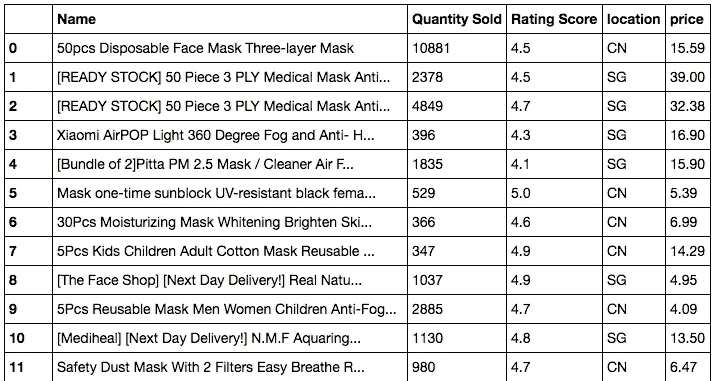 Name Quantity Sold Rating Score location price
0 50pcs Disposable Face Mask Three-layer Mask 10881 4.5 CN 15.59
1 [READY STOCK] 50 Piece 3 PLY Medical Mask Anti... 2378 4.5 SG 39.00
2 [READY STOCK] 50 Piece 3 PLY Medical Mask Anti... 4849 4.7 SG 32.38
3 Xiaomi AirPOP Light 360 Degree Fog and Anti- H... 396 4.3 SG 16.90
4 [Bundle of 2]Pitta PM 2.5 Mask / Cleaner Air F... 1835 4.1 SG 15.90
5 Mask one-time sunblock UV-resistant black fema... 529 5.0 CN 5.39
6 30Pcs Moisturizing Mask Whitening Brighten Ski... 366 4.6 CN 6.99
7 5Pcs Kids Children Adult Cotton Mask Reusable ... 347 4.9 CN 14.29
8 [The Face Shop] [Next Day Delivery!] Real Natu... 1037 4.9 SG 4.95
9 5Pcs Reusable Mask Men Women Children Anti-Fog... 2885 4.7 CN 4.09
10 [Mediheal] [Next Day Delivery!] N.M.F Aquaring... 1130 4.8 SG 13.50
11 Safety Dust Mask With 2 Filters Easy Breathe R... 980 4.7 CN 6.47